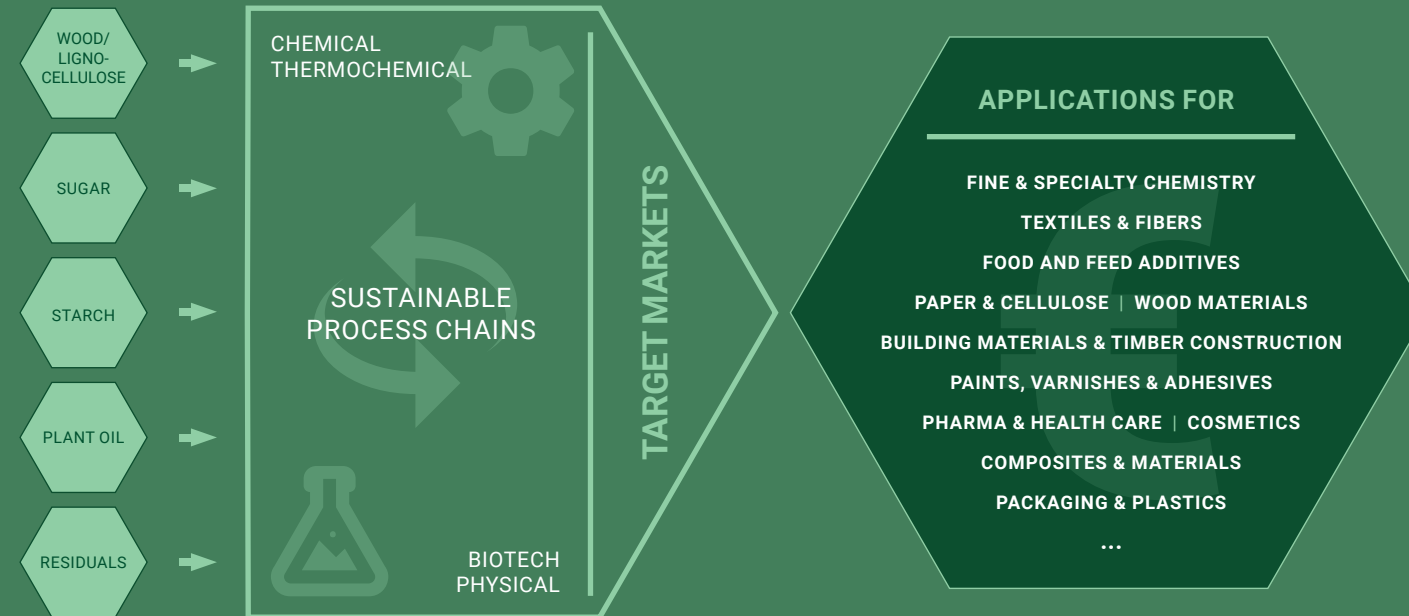 WOOD/
LIGNO-
CELLULOSE
SUGAR
STARCH
PLANT OIL
RESIDUALS
CHEMICAL
THERMOCHEMICAL
SUSTAINABLE
PROCESS CHAINS
BIOTECH
PHYSICAL
TARGET MARKETS
APPLICATIONS FOR
FINE & SPECIALTY CHEMISTRY
TEXTILES & FIBERS
FOOD AND FEED ADDITIVES
PAPER & CELLULOSE | WOOD MATERIALS
BUILDING MATERIALS & TIMBER CONSTRUCTION
PAINTS, VARNISHES & ADHESIVES
PHARMA & HEALTH CARE | COSMETICS
COMPOSITES & MATERIALS
PACKAGING & PLASTICS
...